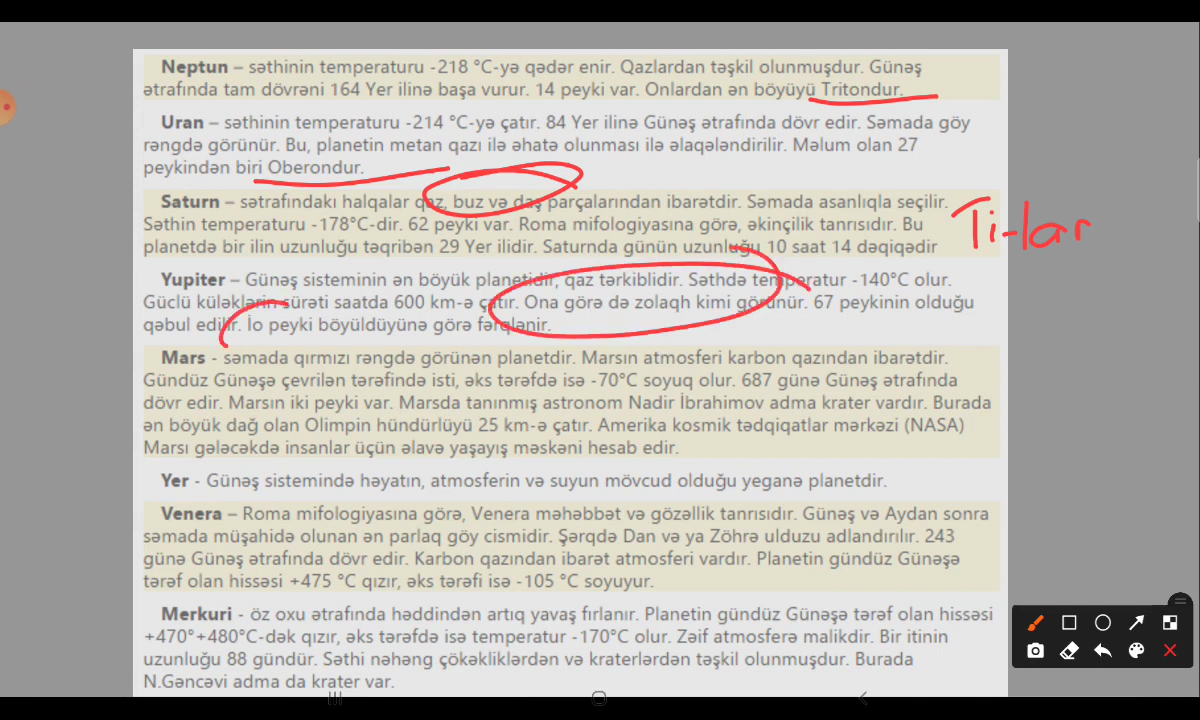 Neptun – səthinin temperaturu -218 °C-yə qədər enir. Qazlardan təşkil olunmuşdur. Günəş
ətrafında tam dövrəni 164 Yer ilinə başa vurur. 14 peyki var. Onlardan ən böyüyü Tritondur.
Uran – səthinin temperaturu -214 °C-yə çatır. 84 Yer ilinə Günəş ətrafında dövr edir. Səmada göy
rəngdə görünür. Bu, planetin metan qazı ilə əhatə olunması ilə əlaqələndirilir. Məlum olan 27
peykindən biri Oberondur.
Saturn – sətrafındakı halqalar qaz, buz və daş parçalarından ibarətdir. Səmada asanlıqla seçilir.
Səthin temperaturu -178°C-dir. 62 peyki var. Roma mifologiyasına görə, əkinçilik tanrısıdır. Bu
planetdə bir ilin uzunluğu təqribən 29 Yer ilidir. Saturnda günün uzunluğu 10 saat 14 dəqiqədir
Ti-lar
Yupiter – Günəş sisteminin ən böyük planetidir, qaz tərkiblidir. Səthdə temperatur -140°C olur.
Güclü küləklərin sürəti saatda 600 km-ə çatır. Ona görə də zolaqh kimi görünür. 67 peykinin olduğu
qəbul edilir. İo peyki böyüldüyünə görə fərqlənir.
Mars - səmada qırmızı rəngdə görünən planetdir. Marsın atmosferi karbon qazından ibarətdir.
Gündüz Günəşə çevrilən tərəfində isti, əks tərəfdə isə -70°C soyuq olur. 687 günə Günəş ətrafında
dövr edir. Marsın iki peyki var. Marsda tanınmış astronom Nadir İbrahimov adma krater vardır. Burada
ən böyük dağ olan Olimpin hündürlüyü 25 km-ə çatır. Amerika kosmik tədqiqatlar mərkəzi (NASA)
Marsı gələcəkdə insanlar üçün əlavə yaşayış məskəni hesab edir.
Yer - Günəş sistemində həyatın, atmosferin və suyun mövcud olduğu yeganə planetdir.
Venera – Roma mifologiyasına görə, Venera məhəbbət və gözəllik tanrısıdır. Günəş və Aydan sonra
səmada müşahidə olunan ən parlaq göy cismidir. Şərqdə Dan və ya Zöhrə ulduzu adlandırılır. 243
günə Günəş ətrafında dövr edir. Karbon qazından ibarət atmosferi vardır. Planetin gündüz Günəşə
tərəf olan hissəsi +475 °C qızır, əks tərəfi isə -105 °C soyuyur.
Merkuri - öz oxu ətrafında həddindən artıq yavaş fırlanır. Planetin gündüz Günəşə tərəf olan hissəsi
+470°+480°C-dək qızır, əks tərəfdə isə temperatur -170°C olur. Zəif atmosferə malikdir. Bir itinin
uzunluğu 88 gündür. Səthi nəhəng çökəkliklərdən və kraterlərdən təşkil olunmuşdur. Burada
N.Gəncəvi adma da krater var.